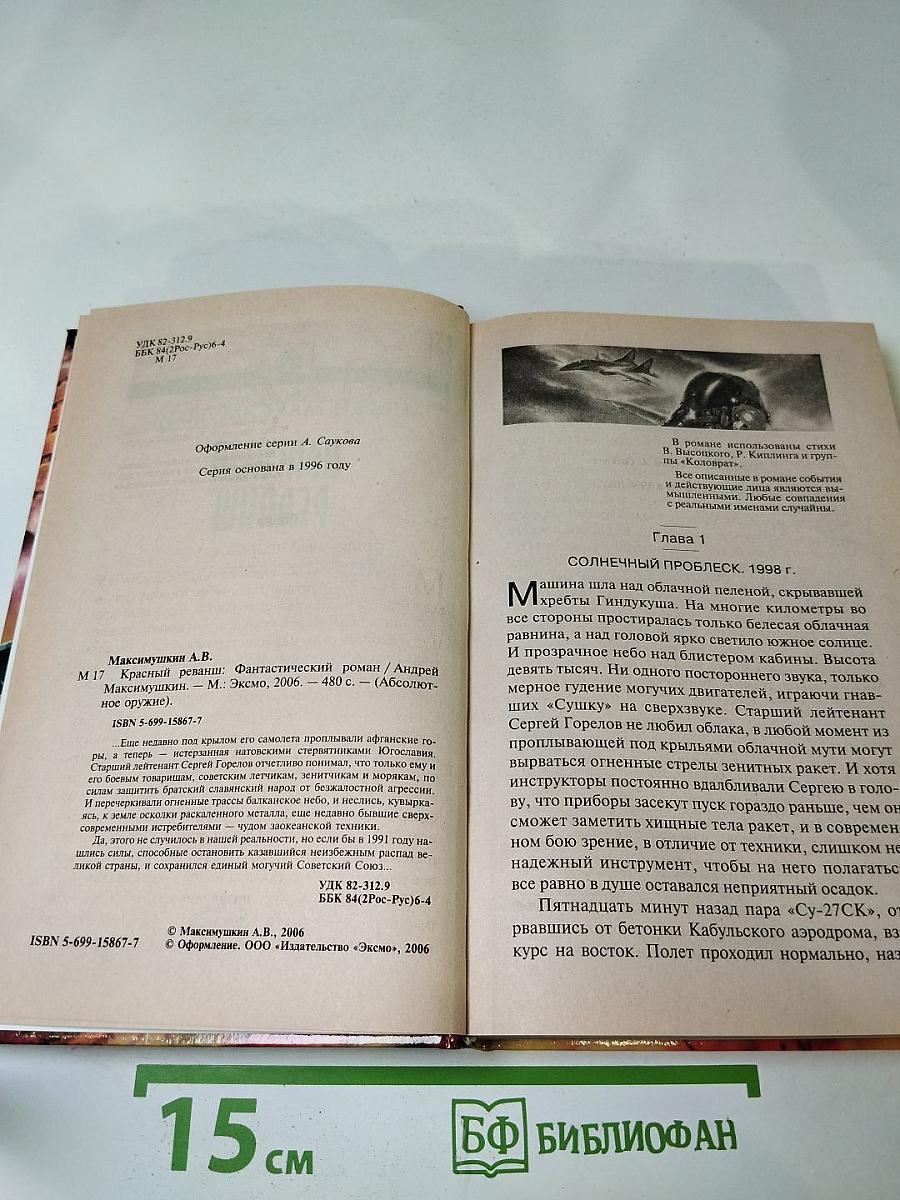 УДК 82-312.9
ББК 84(2Рос-Рус)6-4
М 17
Оформление серии А. Саукова
Серия основана в 1996 году
Максимушкин А.В.
М 17 Красный реванш: Фантастический роман / Андрей
Максимушкин. — М.: Эксмо, 2006. — 480 с. — (Абсолют-
ное оружие).
ISBN 5-699-15867-7
...Еще недавно под крылом его самолета проплывали афганские го-
ры, а теперь — истерзанная натовскими стервятниками Югославия.
Старший лейтенант Сергей Горелов отчетливо понимал, что только ему и
его боевым товарищам, советским летчикам, зенитчикам и морякам, по
силам защитить братский славянский народ от безжалостной агрессии.
И перечеркивали огненные трассы балканское небо, и неслись, кувырка-
ясь, к земле осколки раскаленного металла, еще недавно бывшие сверх-
современными истребителями — чудом заокеанской техники.
Да, этого не случилось в нашей реальности, но если бы в 1991 году на-
шлись силы, способные остановить казавшийся неизбежным распад ве-
ликой страны, и сохранился единый могучий Советский Союз...
УДК 82-312.9
ББК 84(2Рос-Рус)6-4
© Максимушкин А.В., 2006
ISBN 5-699-15867-7 © Оформление. ООО «Издательство «Эксмо», 2006
В романе использованы стихи
В. Высоцкого, Р. Киплинга и груп-
пы «Коловрат».
Все описанные в романе события
и действующие лица являются вы-
мышленными. Любые совпадения
с реальными именами случайны.
Глава 1
СОЛНЕЧНЫЙ ПРОБЛЕСК. 1998 г.
Машина шла над облачной пеленой, скрывавшей
хребты Гиндукуша. На многие километры во
все стороны простиралась только белесая облачная
равнина, а над головой ярко светило южное солнце.
И прозрачное небо над блистером кабины. Высота
девять тысяч. Ни одного постороннего звука, только
мерное гудение могучих двигателей, играючи гнав-
ших «Сушку» на сверхзвуке. Старший лейтенант
Сергей Горелов не любил облака, в любой момент из
проплывающей под крыльями облачной мути могут
вырваться огненные стрелы зенитных ракет. И хотя
инструкторы постоянно вдалбливали Сергею в голо-
ву, что приборы засекут пуск гораздо раньше, чем он
сможет заметить хищные тела ракет, и в современ
ном бою зрение, в отличие от техники, слишком не
надежный инструмент, чтобы на него полагатьс
все равно в душе оставался неприятный осадок.
Пятнадцать минут назад пара «Су-27СК», от
рвавшись от бетонки Кабульского аэродрома, вз
курс на восток. Полет проходил нормально, наз
15 см
БФ БИБЛИОФАН